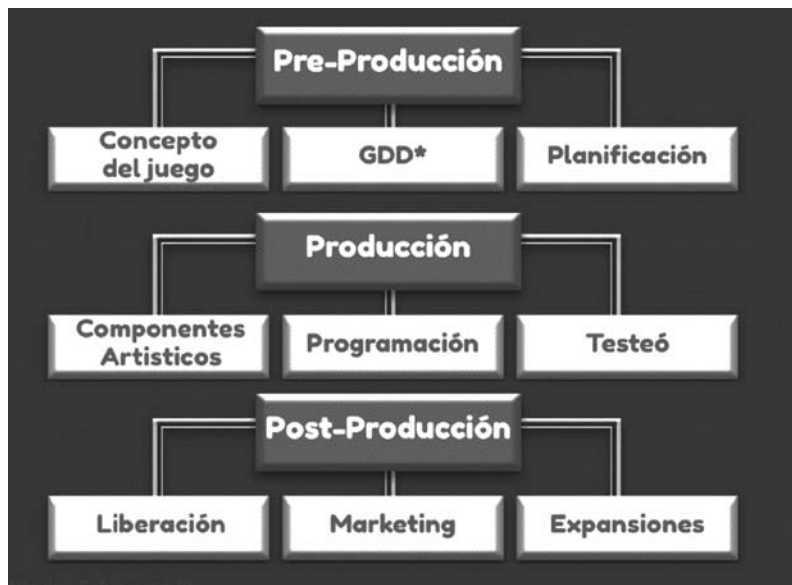 Pre-Producción
Concepto
del juego
GDD*
Planificación
Producción
Componentes
Artisticos
Programación
Testeó
Post-Producción
Liberación
Marketing
Expansiones